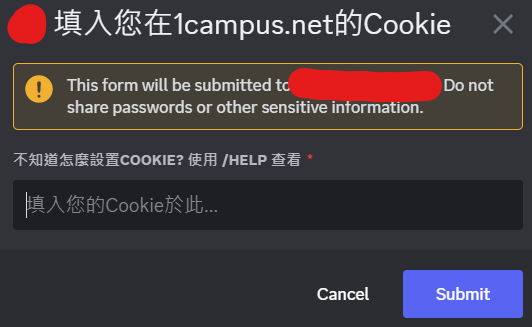 填入您在1campus.net的Cookie
This form will be submitted to Do not
share passwords or other sensitive information.
不知道怎麼設置COOKIE? 使用 /HELP 查看 *
填入您的Cookie於此...
Cancel
Submit